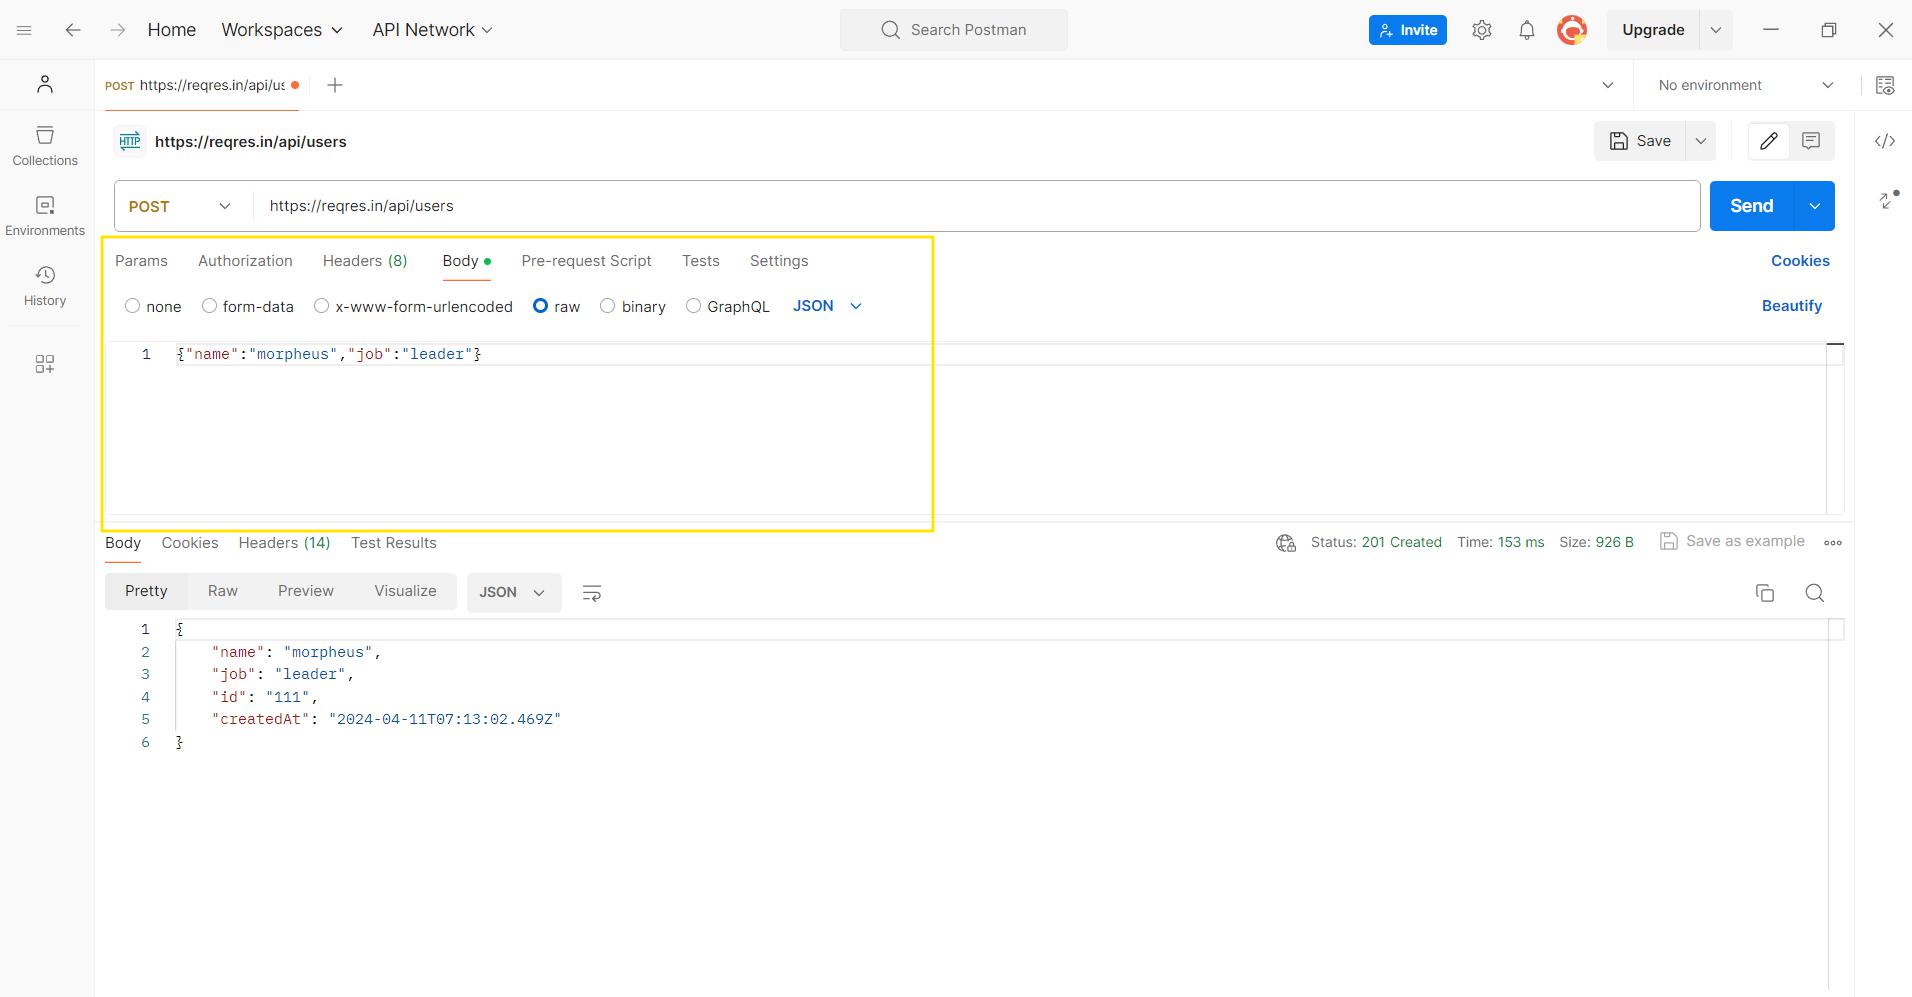 Home Workspaces API Network Search Postman Invite Upgrade
POST https://reqres.in/api/us No environment
https://reqres.in/api/users Save
Collections
POST https://reqres.in/api/users Send
Environments
Params Authorization Headers (8) Body Pre-request Script Tests Settings Cookies
History
none form-data x-www-form-urlencoded raw binary GraphQL JSON Beautify
1 {"name":"morpheus","job":"leader"}
Body Cookies Headers (14) Test Results Status: 201 Created Time: 153 ms Size: 926 B Save as example
Pretty Raw Preview Visualize JSON
1 {
2 "name": "morpheus",
3 "job": "leader",
4 "id": "111",
5 "createdAt": "2024-04-11T07:13:02.469Z"
6 }